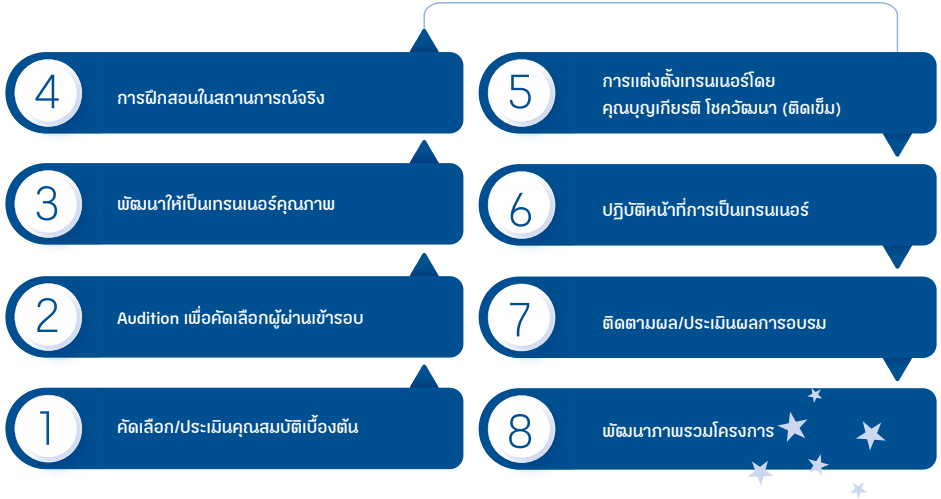 4
การฝึกสอนในสถานการณ์จริง
3
พัฒนาให้เป็นเทรนเนอร์คุณภาพ
2
Audition เพื่อคัดเลือกผู้ผ่านเข้ารอบ
1
คัดเลือก/ประเมินคุณสมบัติเบื้องต้น
5
การแต่งตั้งเทรนเนอร์โดย
คุณบุญเกียรติ โชควัฒนา (ติดเข็ม)
6
ปฏิบัติหน้าที่การเป็นเทรนเนอร์
7
ติดตามผล/ประเมินผลการอบรม
8
พัฒนาภาพรวมโครงการ